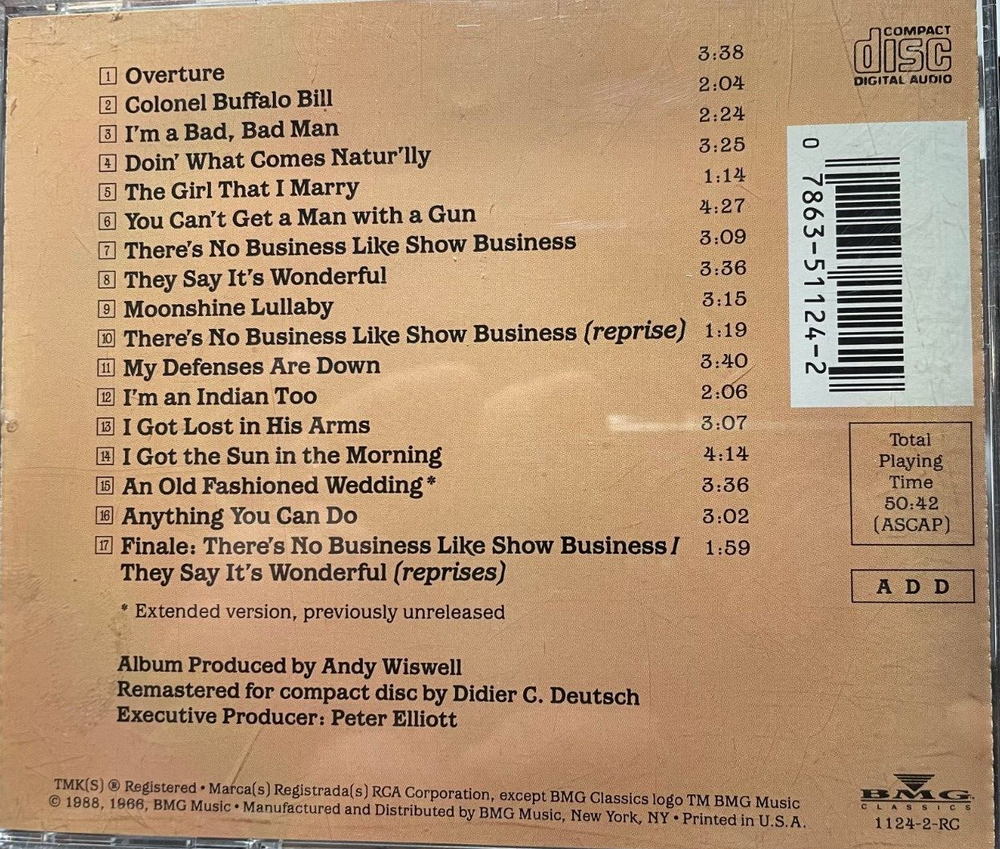 1 Overture 3:38
2 Colonel Buffalo Bill 2:04
3 I'm a Bad, Bad Man 2:24
4 Doin' What Comes Natur'lly 3:25
5 The Girl That I Marry 1:14
6 You Can't Get a Man with a Gun 4:27
7 There's No Business Like Show Business 3:09
8 They Say It's Wonderful 3:36
9 Moonshine Lullaby 3:15
10 There's No Business Like Show Business (reprise) 1:19
11 My Defenses Are Down 3:40
12 I'm an Indian Too 2:06
13 I Got Lost in His Arms 3:07
14 I Got the Sun in the Morning 4:14
15 An Old Fashioned Wedding* 3:36
16 Anything You Can Do 3:02
17 Finale: There's No Business Like Show Business/ 1:59
They Say It's Wonderful (reprises)
* Extended version, previously unreleased
Album Produced by Andy Wiswell
Remastered for compact disc by Didier C. Deutsch
Executive Producer: Peter Elliott
TMK(S) ® Registered • Marca(s) Registrada(s) RCA Corporation, except BMG Classics logo TM BMG Music
© 1988, 1966, BMG Music • Manufactured and Distributed by BMG Music, New York, NY • Printed in U.S.A.
COMPACT
disc
DIGITAL AUDIO
0 7863-51124-2
Total
Playing
Time
50:42
(ASCAP)
A D D
BMG
CLASSICS
1124-2-RG